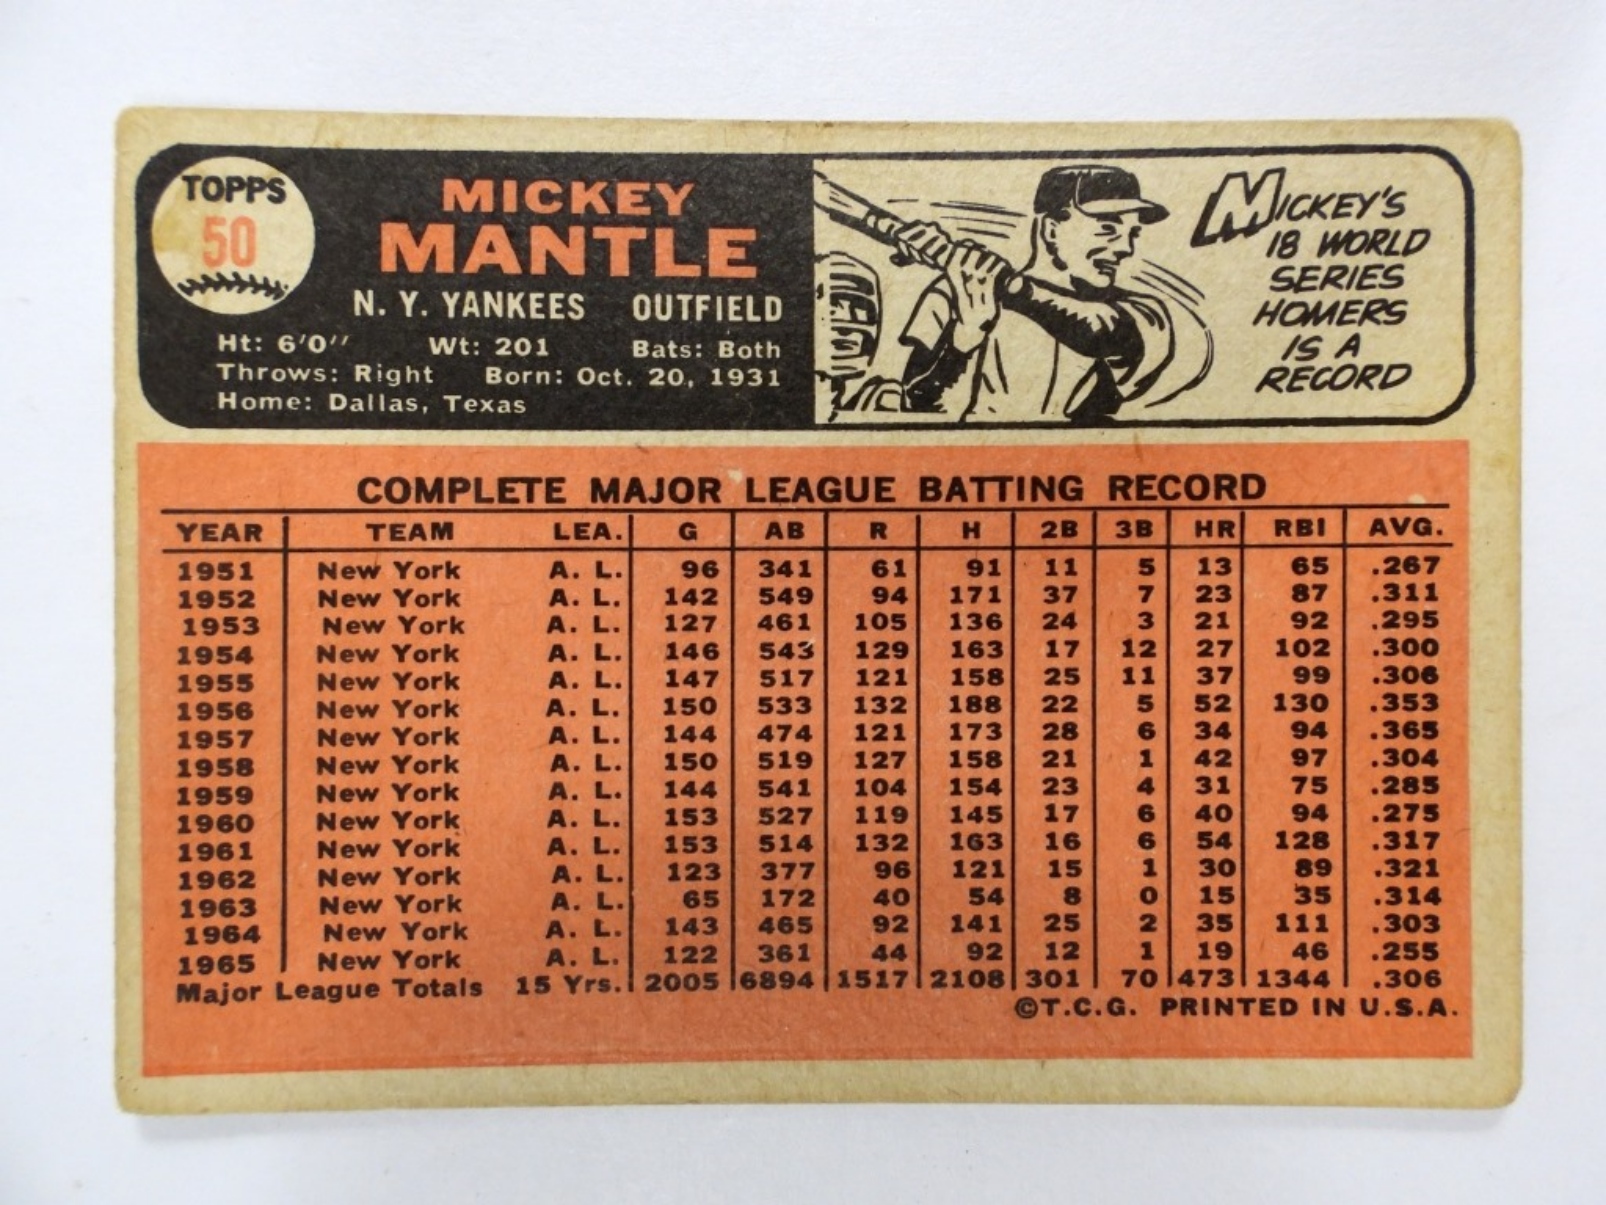 TOPPS
50
MICKEY
MANTLE
N. Y. YANKEES OUTFIELD
Ht: 6'0" Wt: 201 Bats: Both
Throws: Right Born: Oct. 20, 1931
Home: Dallas, Texas
MICKEY'S
18 WORLD
SERIES
HOMERS
IS A
RECORD
COMPLETE MAJOR LEAGUE BATTING RECORD
YEAR TEAM LEA. G AB R H 2B 3B HR RBI AVG.
1951 New York A. L. 96 341 61 91 11 5 13 65 .267
1952 New York A. L. 142 549 94 171 37 7 23 87 .311
1953 New York A. L. 127 461 105 136 24 3 21 92 .295
1954 New York A. L. 146 543 129 163 17 12 27 102 .300
1955 New York A. L. 147 517 121 158 25 11 37 99 .306
1956 New York A. L. 150 533 132 188 22 5 52 130 .353
1957 New York A. L. 144 474 121 173 28 6 34 94 .365
1958 New York A. L. 150 519 127 158 21 1 42 97 .304
1959 New York A. L. 144 541 104 154 23 4 31 75 .285
1960 New York A. L. 153 527 119 145 17 6 40 94 .275
1961 New York A. L. 153 514 132 163 16 6 54 128 .317
1962 New York A. L. 123 377 96 121 15 1 30 89 .321
1963 New York A. L. 65 172 40 54 8 0 15 35 .314
1964 New York A. L. 143 465 92 141 25 2 35 111 .303
1965 New York A. L. 122 361 44 92 12 1 19 46 .255
Major League Totals 15 Yrs. 2005 6894 1517 2108 301 70 473 1344 .306
©T.C.G. PRINTED IN U.S.A.